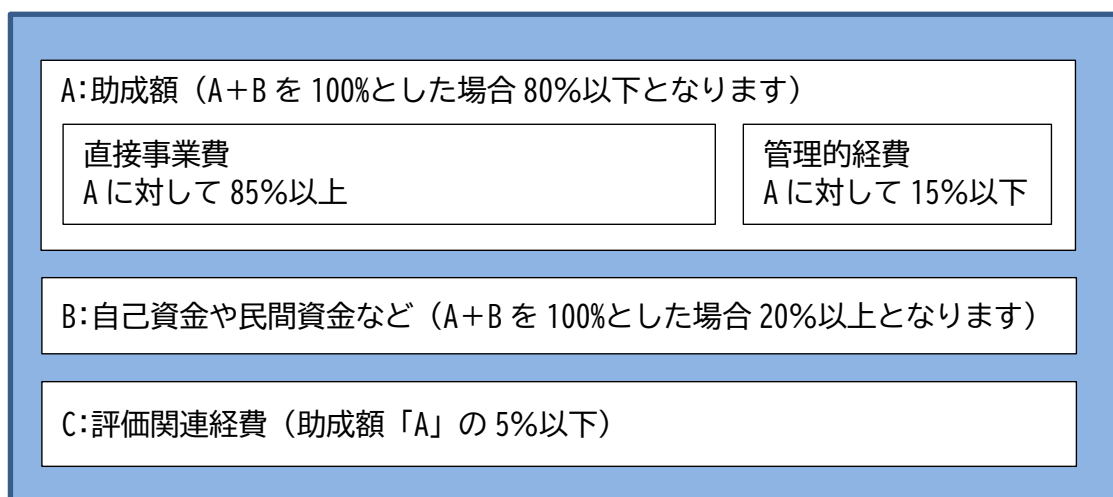 A:助成額（A＋B を 100%とした場合 80%以下となります）
直接事業費
A に対して 85%以上
管理的経費
A に対して 15%以下
B:自己資金や民間資金など（A＋B を 100%とした場合 20%以上となります）
C:評価関連経費（助成額「A」の 5%以下）